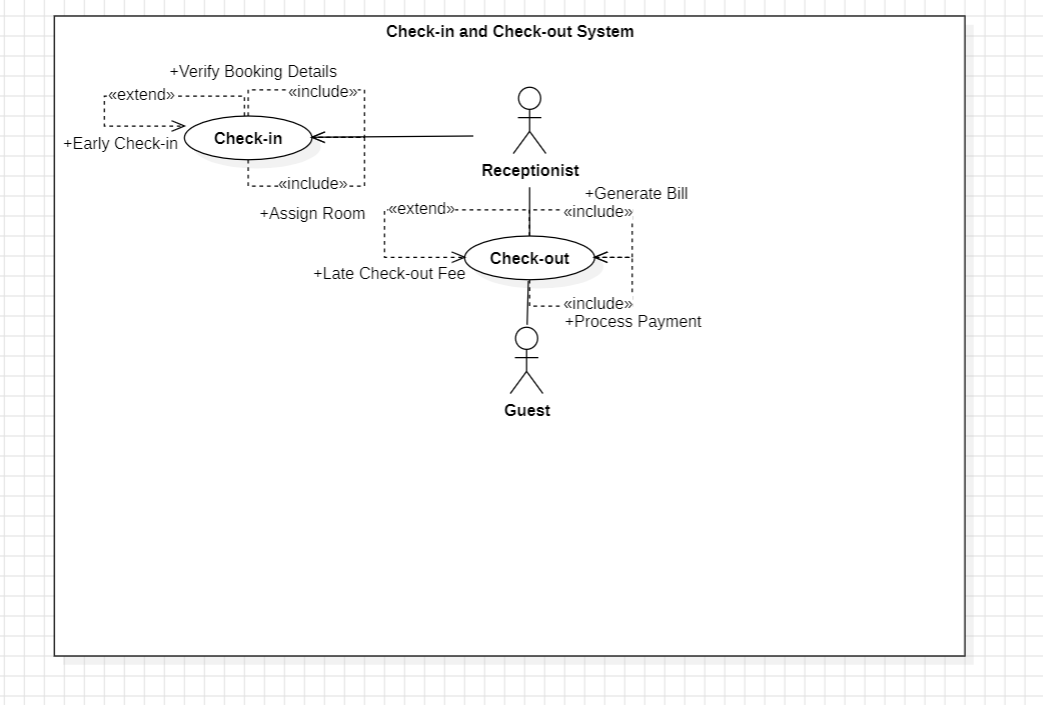 Check-in and Check-out System
+Verify Booking Details
«extend»
«include»
+Early Check-in
Check-in
Receptionist
«include»
+Assign Room
+Generate Bill
«extend»
«include»
Check-out
+Late Check-out Fee
«include»
+Process Payment
Guest